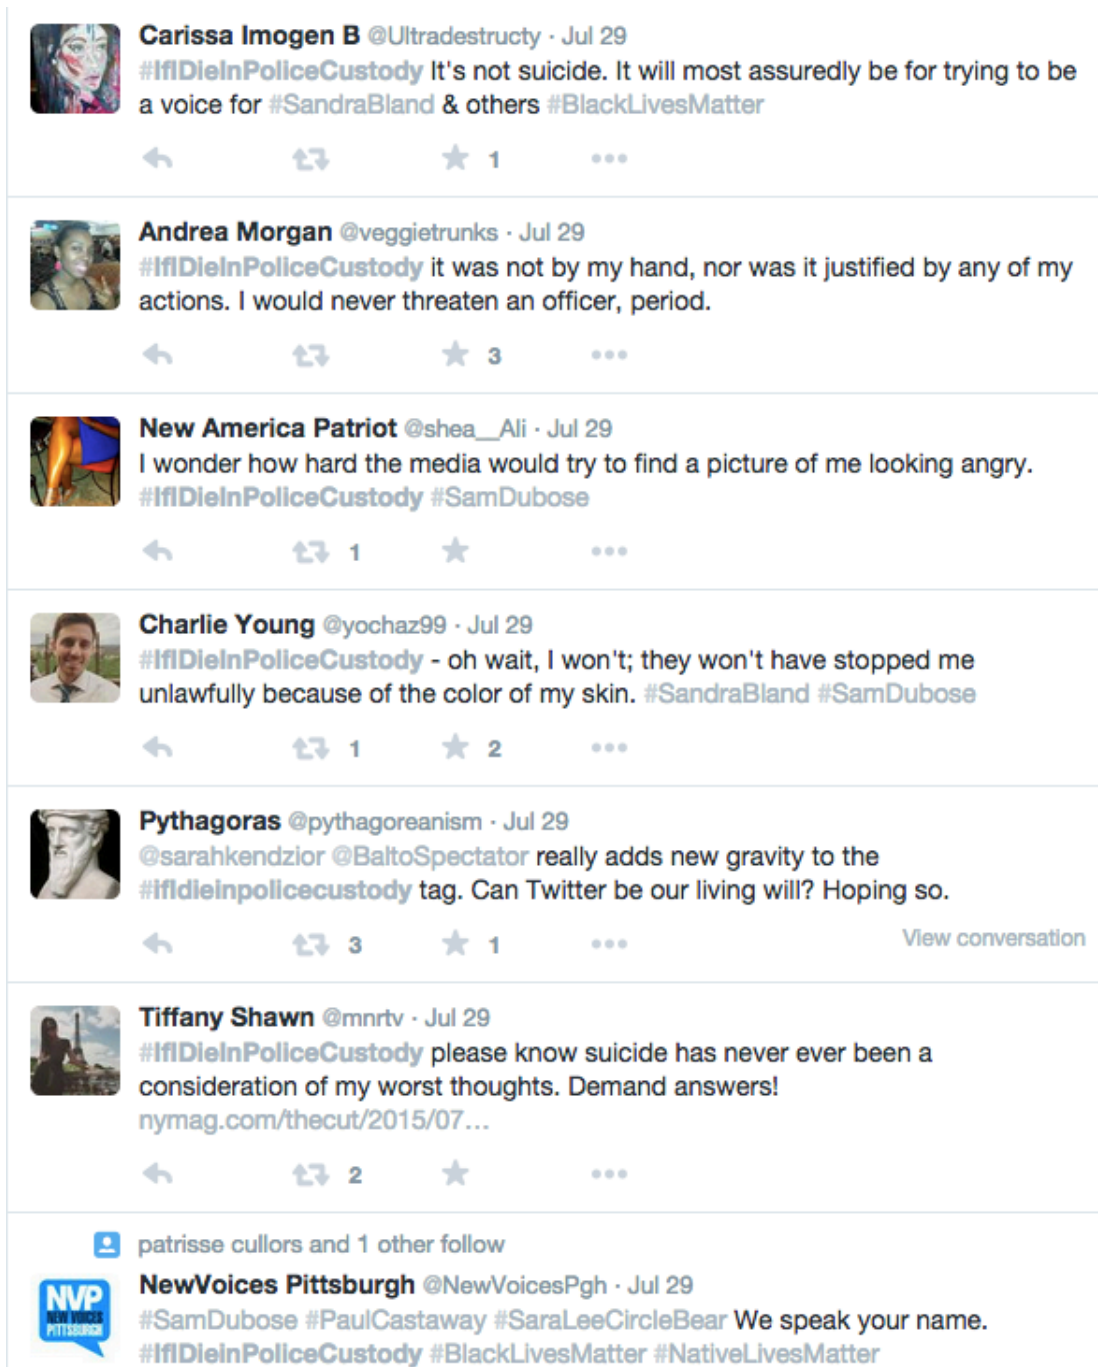 Carissa Imogen B @Ultradestructy · Jul 29
#IfIDieInPoliceCustody It's not suicide. It will most assuredly be for trying to be
a voice for #SandraBland & others #BlackLivesMatter
1
Andrea Morgan @veggietrunks · Jul 29
#IfIDieInPoliceCustody it was not by my hand, nor was it justified by any of my
actions. I would never threaten an officer, period.
3
New America Patriot @shea__Ali · Jul 29
I wonder how hard the media would try to find a picture of me looking angry.
#IfIDieInPoliceCustody #SamDubose
1
Charlie Young @yochaz99 · Jul 29
#IfIDieInPoliceCustody - oh wait, I won't; they won't have stopped me
unlawfully because of the color of my skin. #SandraBland #SamDubose
1 2
Pythagoras @pythagoreanism · Jul 29
@sarahkendzior @BaltoSpectator really adds new gravity to the
#ifidieinpolicecustody tag. Can Twitter be our living will? Hoping so.
3 1 View conversation
Tiffany Shawn @mnrtv · Jul 29
#IfIDieInPoliceCustody please know suicide has never ever been a
consideration of my worst thoughts. Demand answers!
nymag.com/thecut/2015/07...
2
patrisse cullors and 1 other follow
NewVoices Pittsburgh @NewVoicesPgh · Jul 29
NVP
NEW VOICES
PITTSBURGH
#SamDubose #PaulCastaway #SaraLeeCircleBear We speak your name.
#IfIDieInPoliceCustody #BlackLivesMatter #NativeLivesMatter